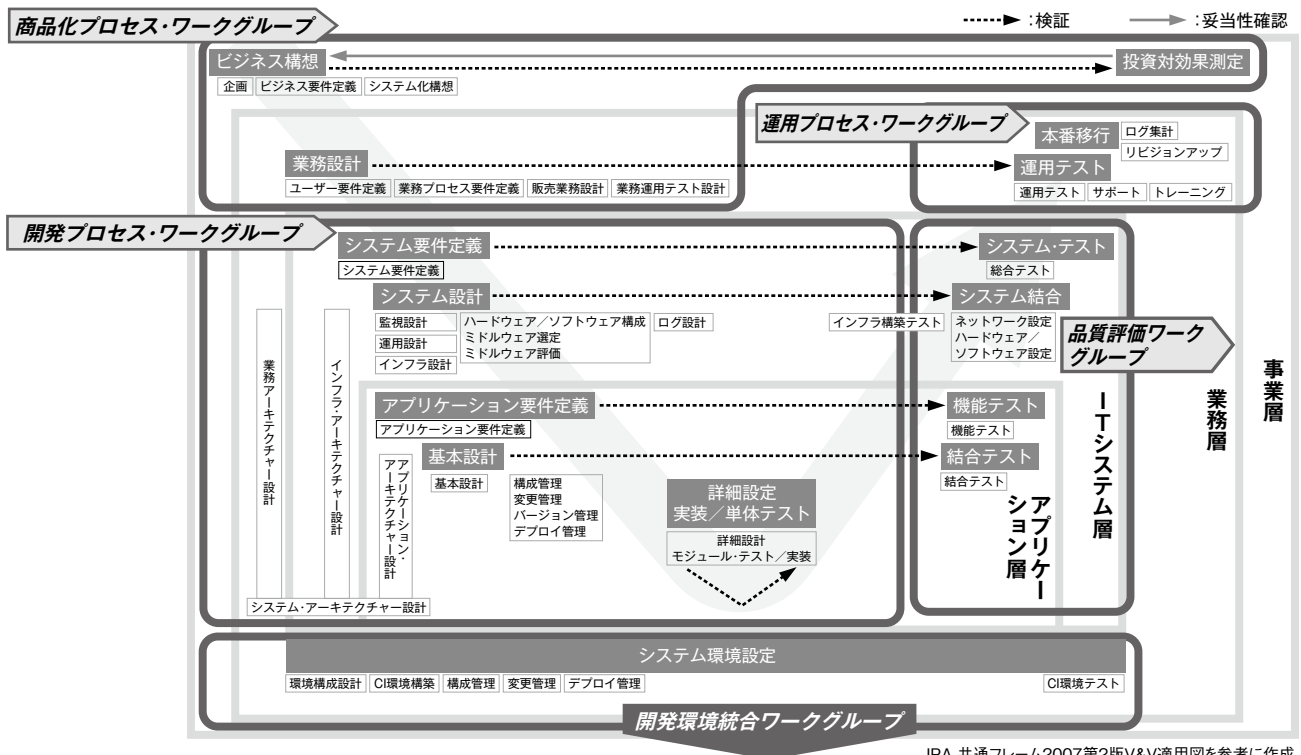 商品化プロセス・ワークグループ
:検証
:妥当性確認
ビジネス構想
投資対効果測定
企画
ビジネス要件定義
システム化構想
運用プロセス・ワークグループ
本番移行
ログ集計
リビジョンアップ
業務設計
運用テスト
ユーザー要件定義
業務プロセス要件定義
販売業務設計
業務運用テスト設計
運用テスト
サポート
トレーニング
開発プロセス・ワークグループ
システム要件定義
システム・テスト
システム要件定義
総合テスト
システム設計
システム結合
監視設計
運用設計
インフラ設計
ハードウェア/ソフトウェア構成
ミドルウェア選定
ミドルウェア評価
ログ設計
インフラ構築テスト
ネットワーク設定
ハードウェア/
ソフトウェア設定
品質評価ワーク
グループ
業務アーキテクチャー設計
インフラ・アーキテクチャー設計
アプリケーション要件定義
機能テスト
アプリケーション要件定義
機能テスト
アプリケーション・
アーキテクチャー設計
基本設計
結合テスト
基本設計
構成管理
変更管理
バージョン管理
デプロイ管理
結合テスト
詳細設定
実装/単体テスト
詳細設計
モジュール・テスト/実装
アプリケー
ション層
ITシステム層
業務層
事業層
システム・アーキテクチャー設計
システム環境設定
環境構成設計
CI環境構築
構成管理
変更管理
デプロイ管理
CI環境テスト
開発環境統合ワークグループ
IPA 共通フレーム2007第2版V&V適用図を参考に作成